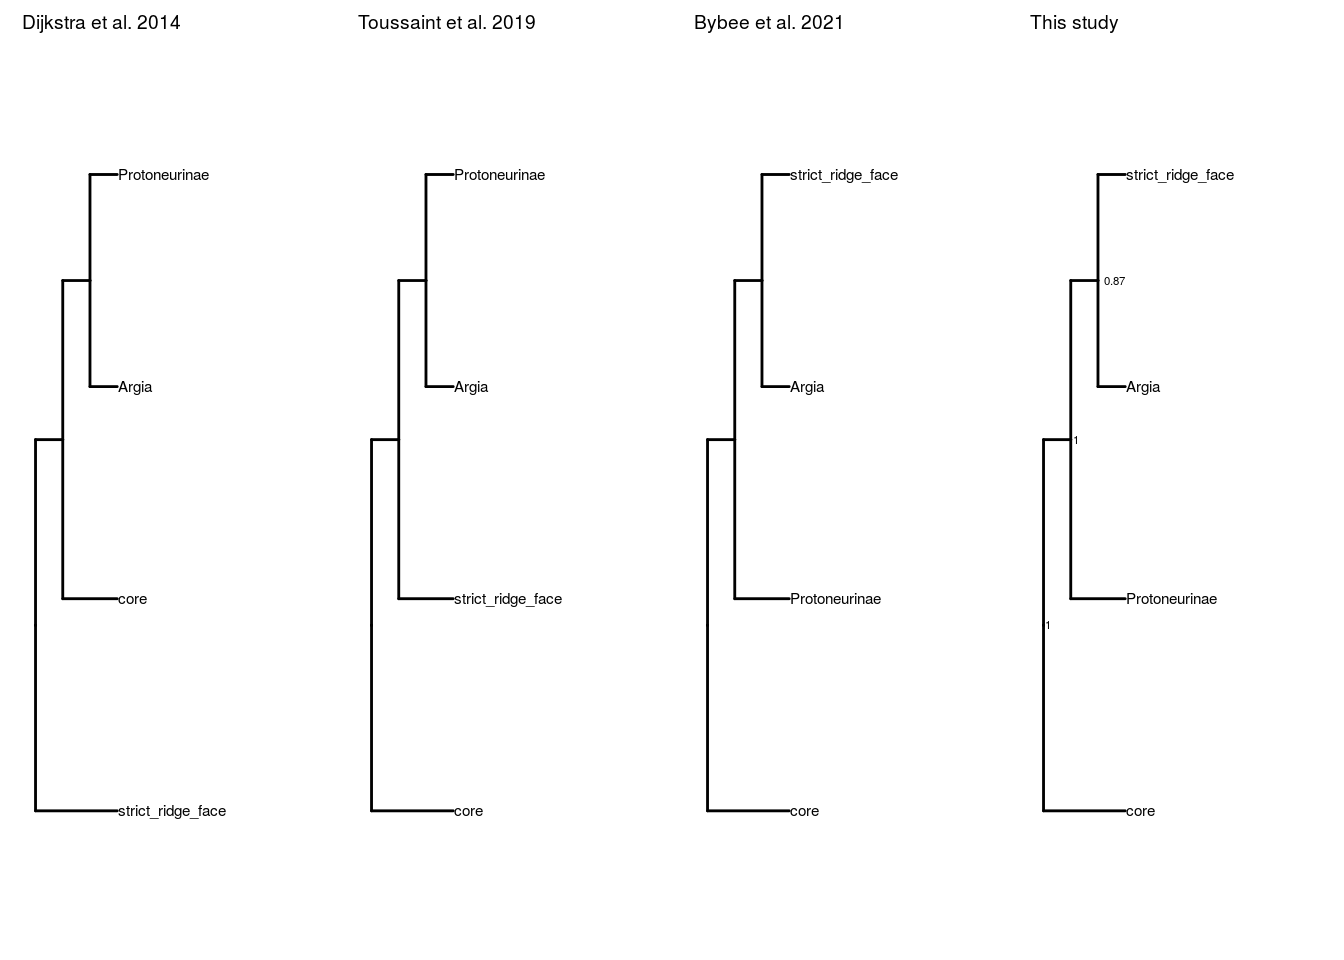 Dijkstra et al. 2014
Toussaint et al. 2019
Bybee et al. 2021
This study
Protoneurinae
Argia
core
strict_ridge_face
Protoneurinae
Argia
strict_ridge_face
core
strict_ridge_face
Argia
Protoneurinae
core
strict_ridge_face
0.87
Argia
1
Protoneurinae
1
core